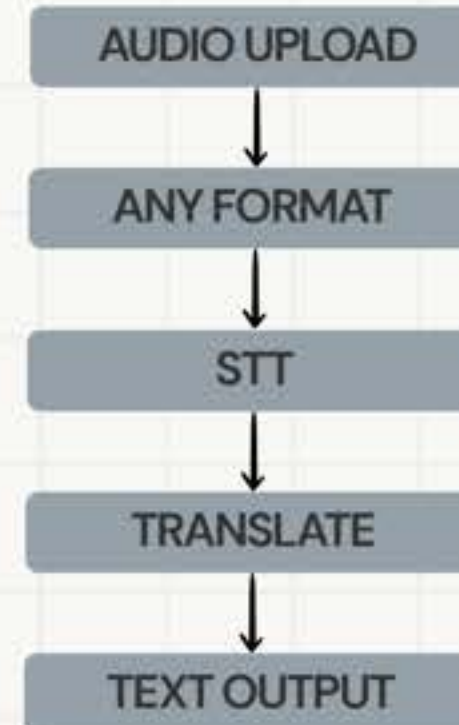 AUDIO UPLOAD
ANY FORMAT
STT
TRANSLATE
TEXT OUTPUT